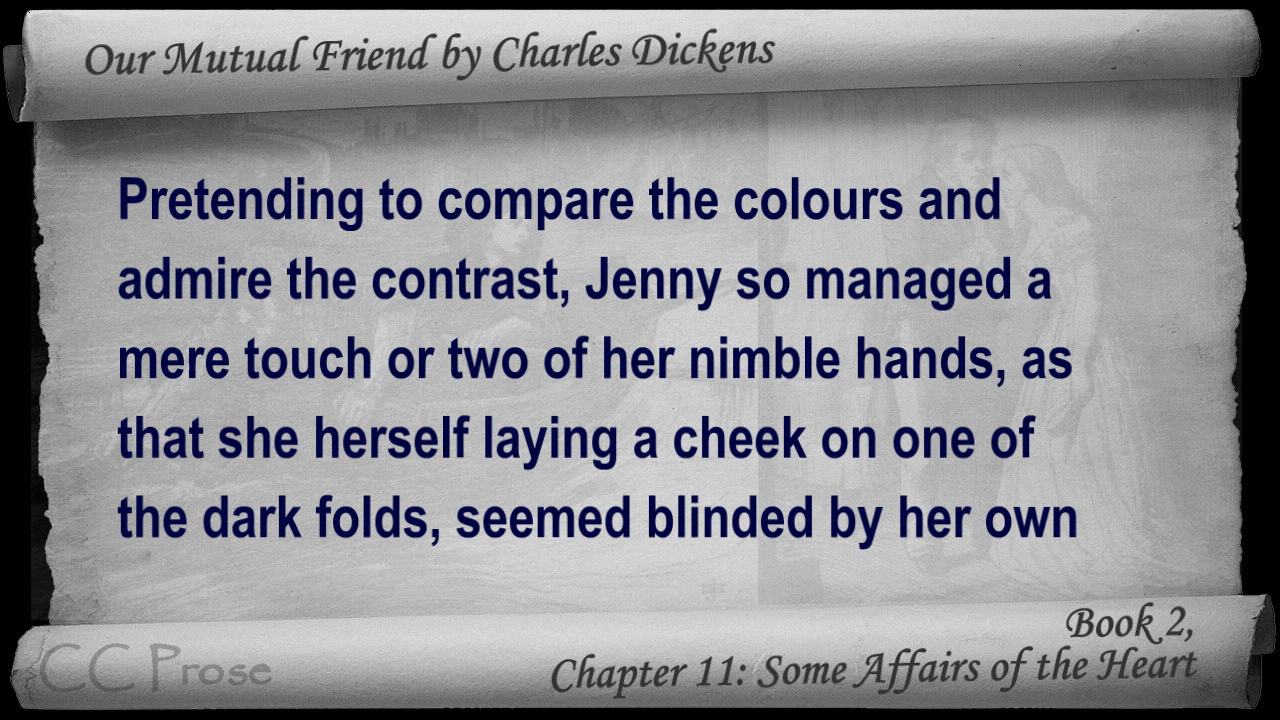 Our Mutual Friend by Charles Dickens
Pretending to compare the colours and
admire the contrast, Jenny so managed a
mere touch or two of her nimble hands, as
that she herself laying a cheek on one of
the dark folds, seemed blinded by her own
Book 2,
Chapter 11: Some Affairs of the Heart
CC Prose